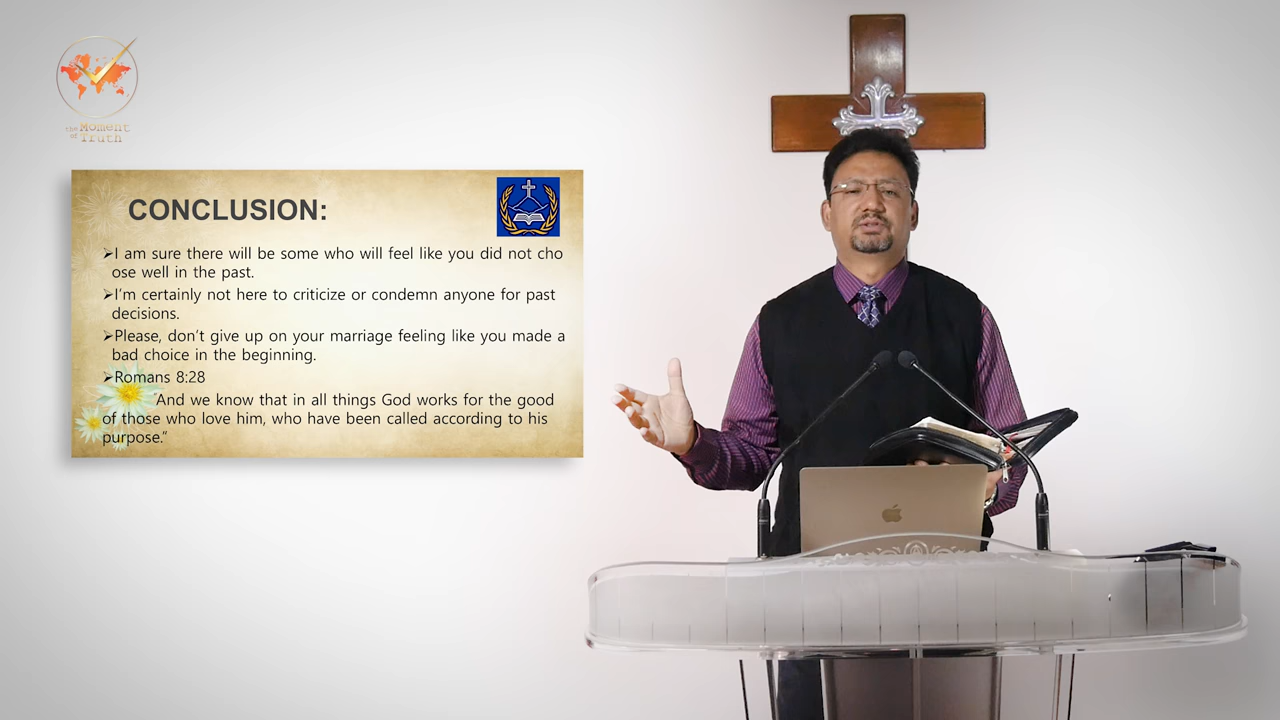 the Moment
of Truth
CONCLUSION:
➢I am sure there will be some who will feel like you did not cho
ose well in the past.
➢I'm certainly not here to criticize or condemn anyone for past
decisions.
➢Please, don't give up on your marriage feeling like you made a
bad choice in the beginning.
➢Romans 8:28
And we know that in all things God works for the good
of those who love him, who have been called according to his
purpose.”